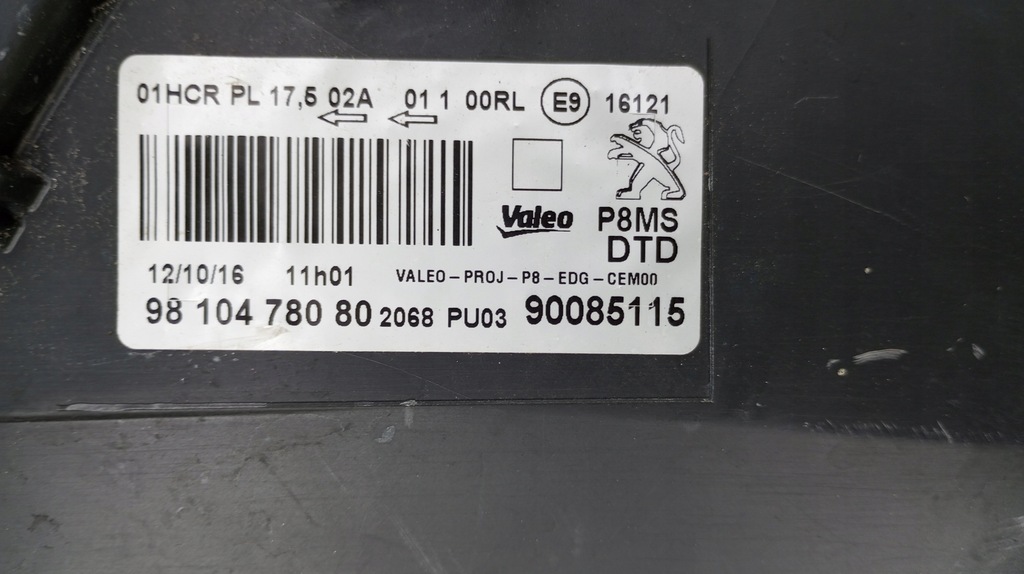 01HCR PL 17,5 02A 01 1 00RL E9 16121
Valeo P8MS
DTD
12/10/16 11h01 VALEO-PROJ-P8-EDG-CEM00
98 104 780 80 2068 PU03 90085115